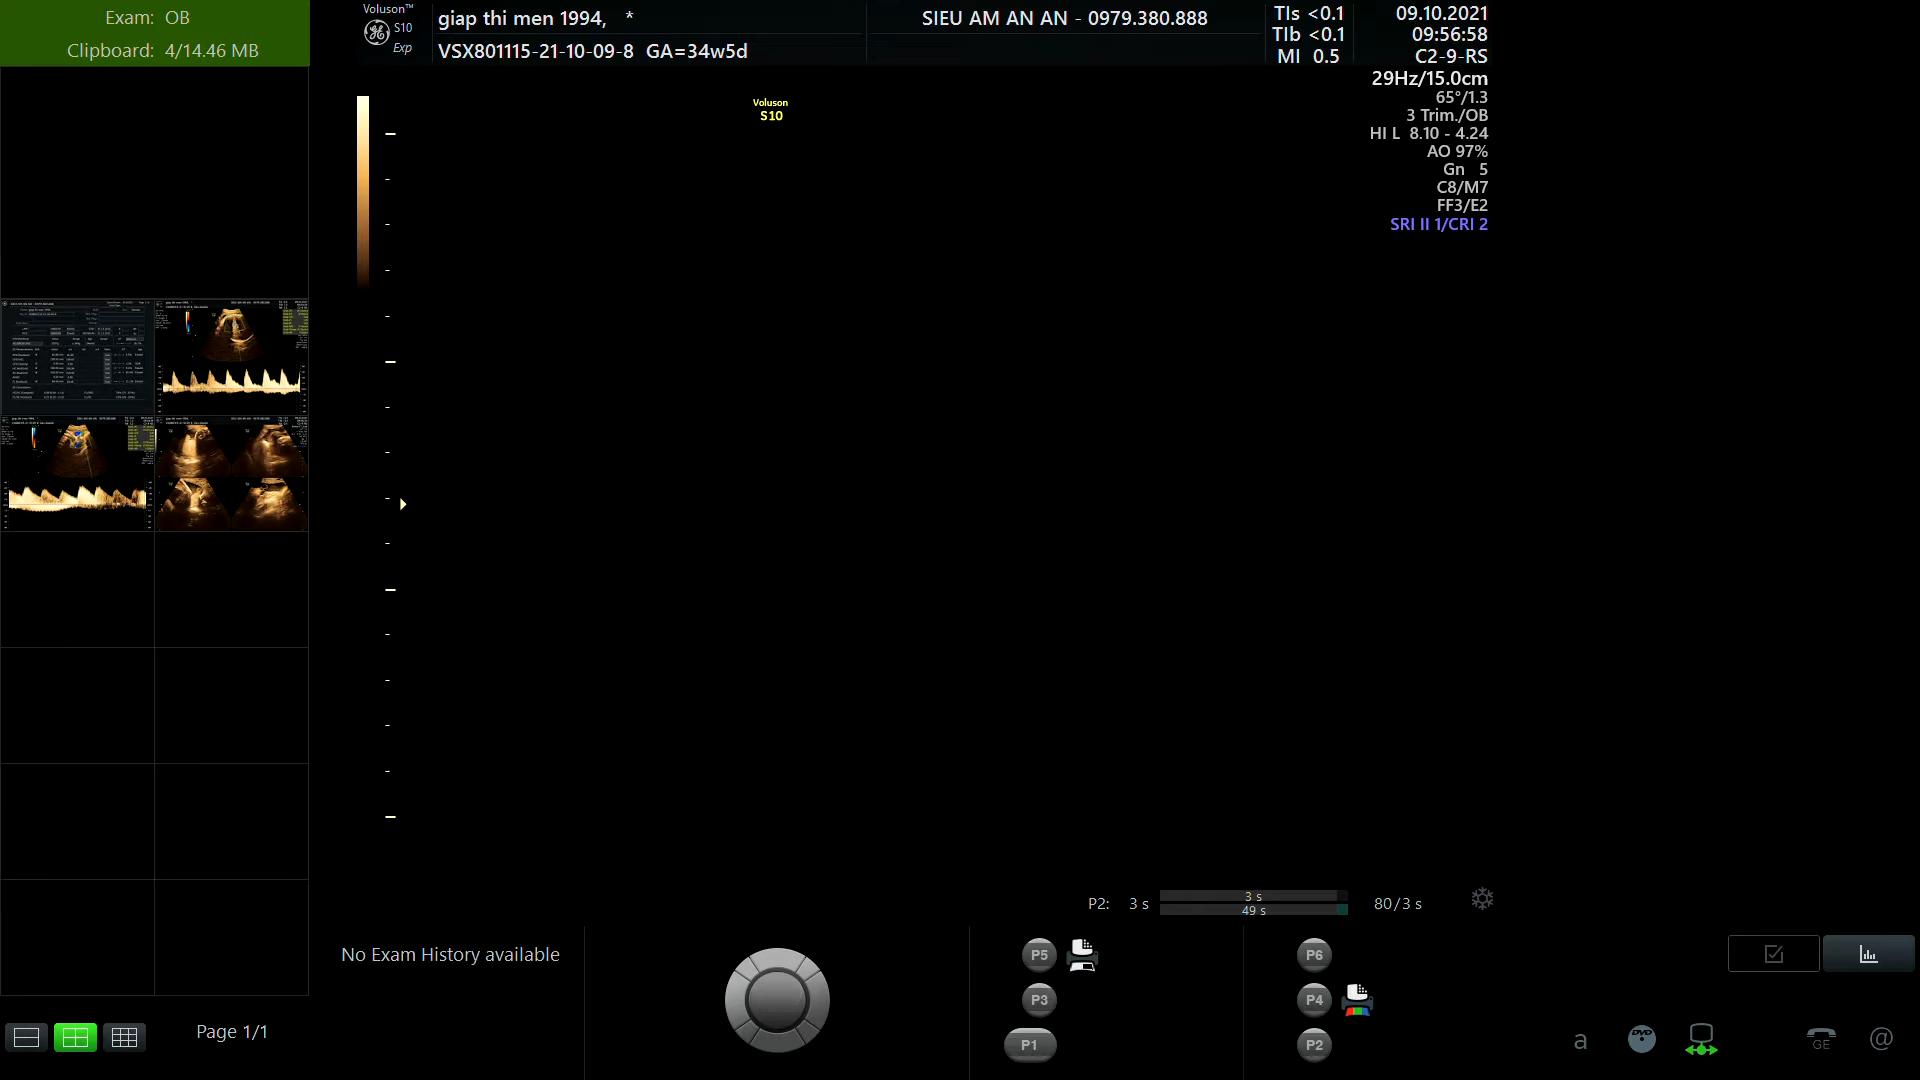 Exam: OB
Clipboard: 4/14.46 MB
Voluson™
S10
Exp
giap thi men 1994, *
VSX801115-21-10-09-8 GA=34w5d
SIEU AM AN AN - 0979.380.888
TIs <0.1
TIb <0.1
MI 0.5
09.10.2021
09:56:58
C2-9-RS
29Hz/15.0cm
65°/1.3
3 Trim./OB
HI L 8.10 - 4.24
AO 97%
Gn 5
C8/M7
FF3/E2
SRI II 1/CRI 2
Voluson
S10
P2: 3 s
3 s
49 s
80/3 s
No Exam History available
P5
P3
P1
P6
P4
P2
Page 1/1
a
DVD
GE
@